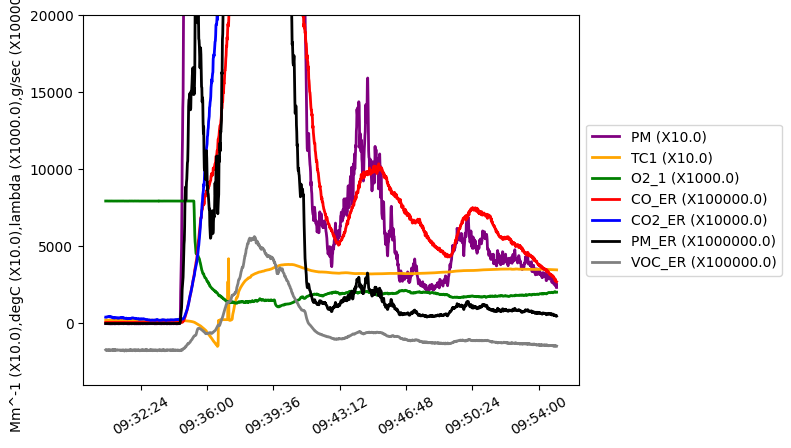 Mm^-1 (X10.0),degC (X10.0),lambda (X1000.0),g/sec (X10000
20000
15000
10000
5000
0
09:32:24
09:36:00
09:39:36
09:43:12
09:46:48
09:50:24
09:54:00
PM (X10.0)
TC1 (X10.0)
O2_1 (X1000.0)
CO_ER (X100000.0)
CO2_ER (X10000.0)
PM_ER (X1000000.0)
VOC_ER (X100000.0)